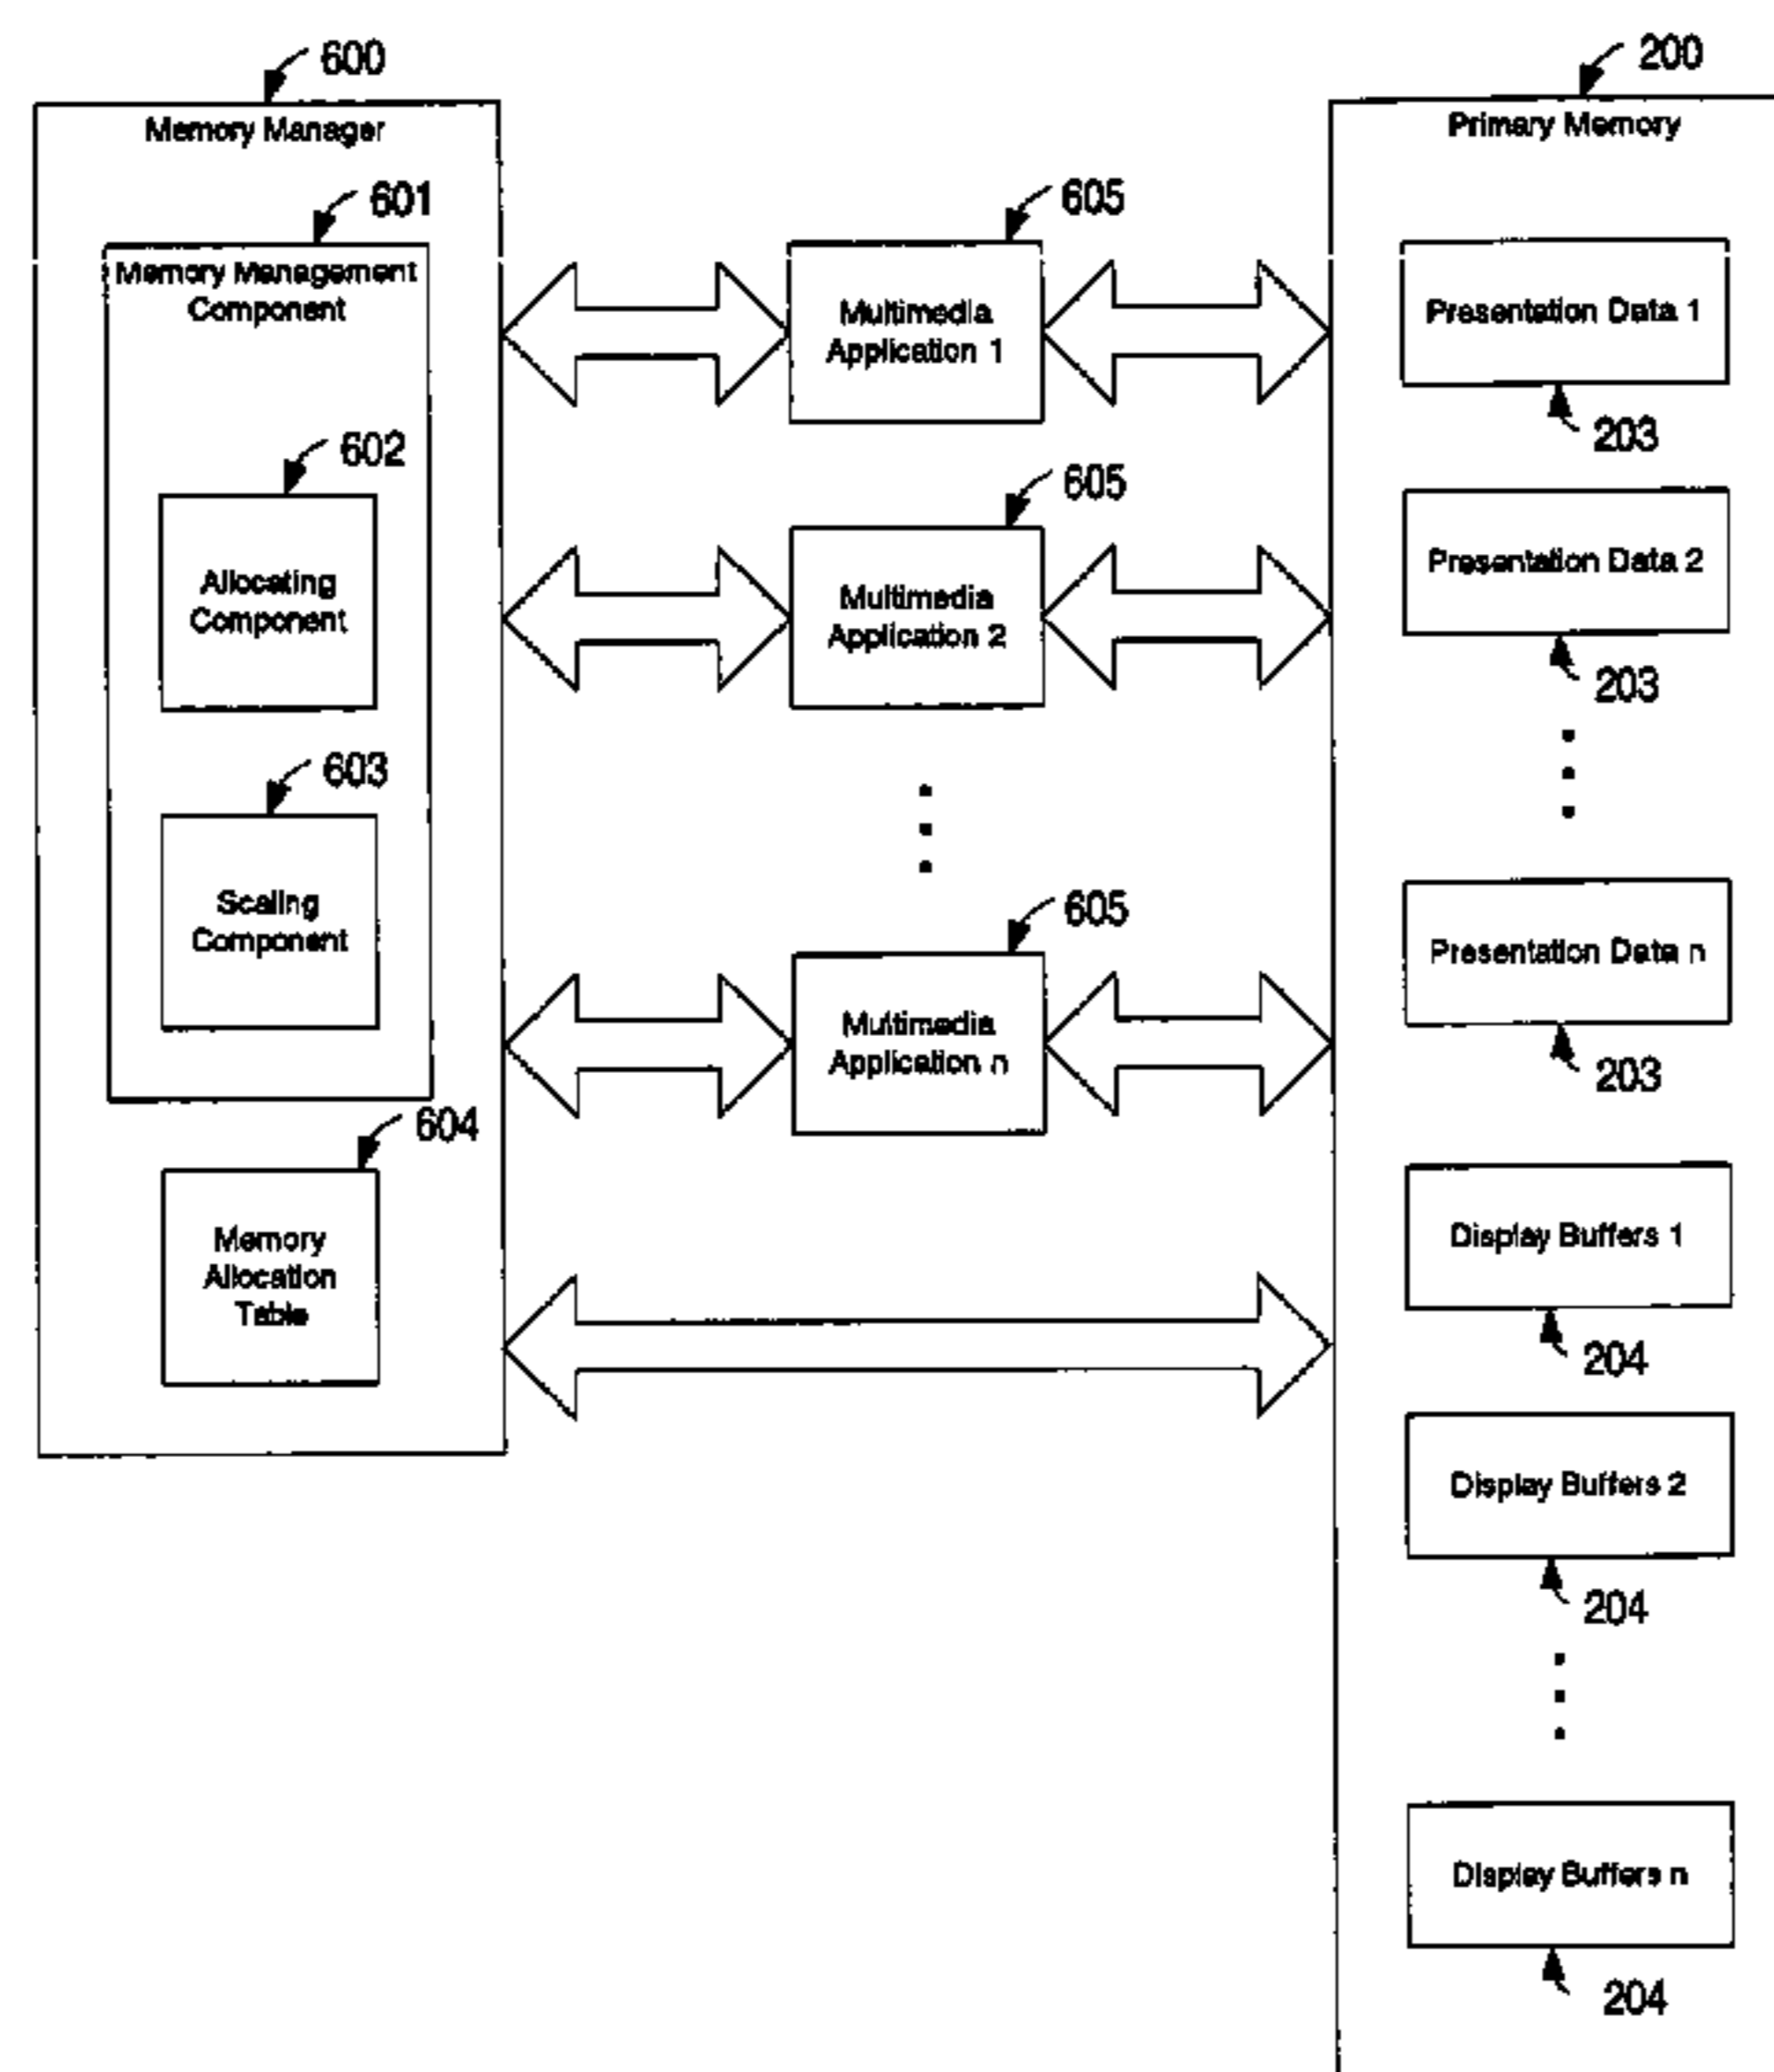 600
Memory Manager
601
Memory Management
Component
602
Allocating
Component
603
Scaling
Component
604
Memory
Allocation
Table
605
Multimedia
Application 1
605
Multimedia
Application 2
605
Multimedia
Application n
200
Primary Memory
Presentation Data 1
203
Presentation Data 2
203
Presentation Data n
203
Display Buffers 1
204
Display Buffers 2
204
Display Buffers n
204